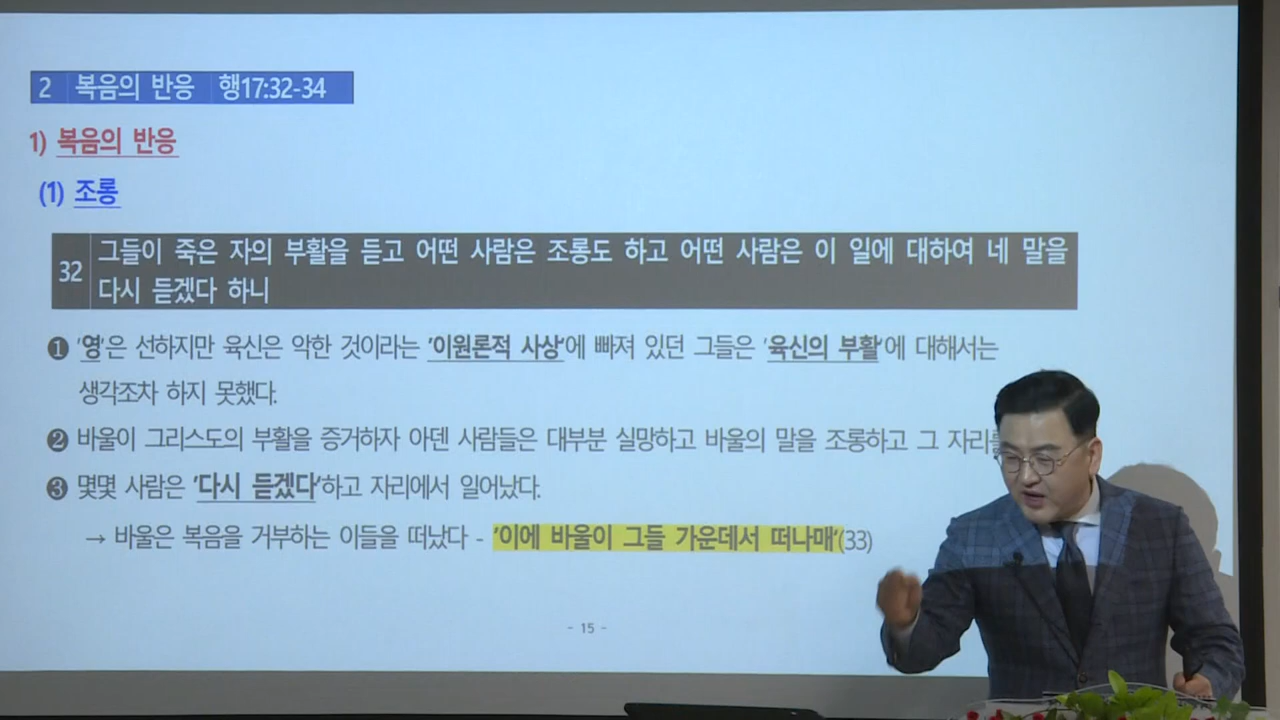 2 복음의 반응 행17:32-34
1) 복음의 반응
(1) 조롱
32 그들이 죽은 자의 부활을 듣고 어떤 사람은 조롱도 하고 어떤 사람은 이 일에 대하여 네 말을
다시 듣겠다 하니
❶ '영'은 선하지만 육신은 악한 것이라는 '이원론적 사상'에 빠져 있던 그들은 '육신의 부활'에 대해서는
생각조차 하지 못했다.
❷ 바울이 그리스도의 부활을 증거하자 아덴 사람들은 대부분 실망하고 바울의 말을 조롱하고 그 자리를
❸ 몇몇 사람은 '다시 듣겠다'하고 자리에서 일어났다.
→ 바울은 복음을 거부하는 이들을 떠났다 - '이에 바울이 그들 가운데서 떠나매'(33)
- 15 -